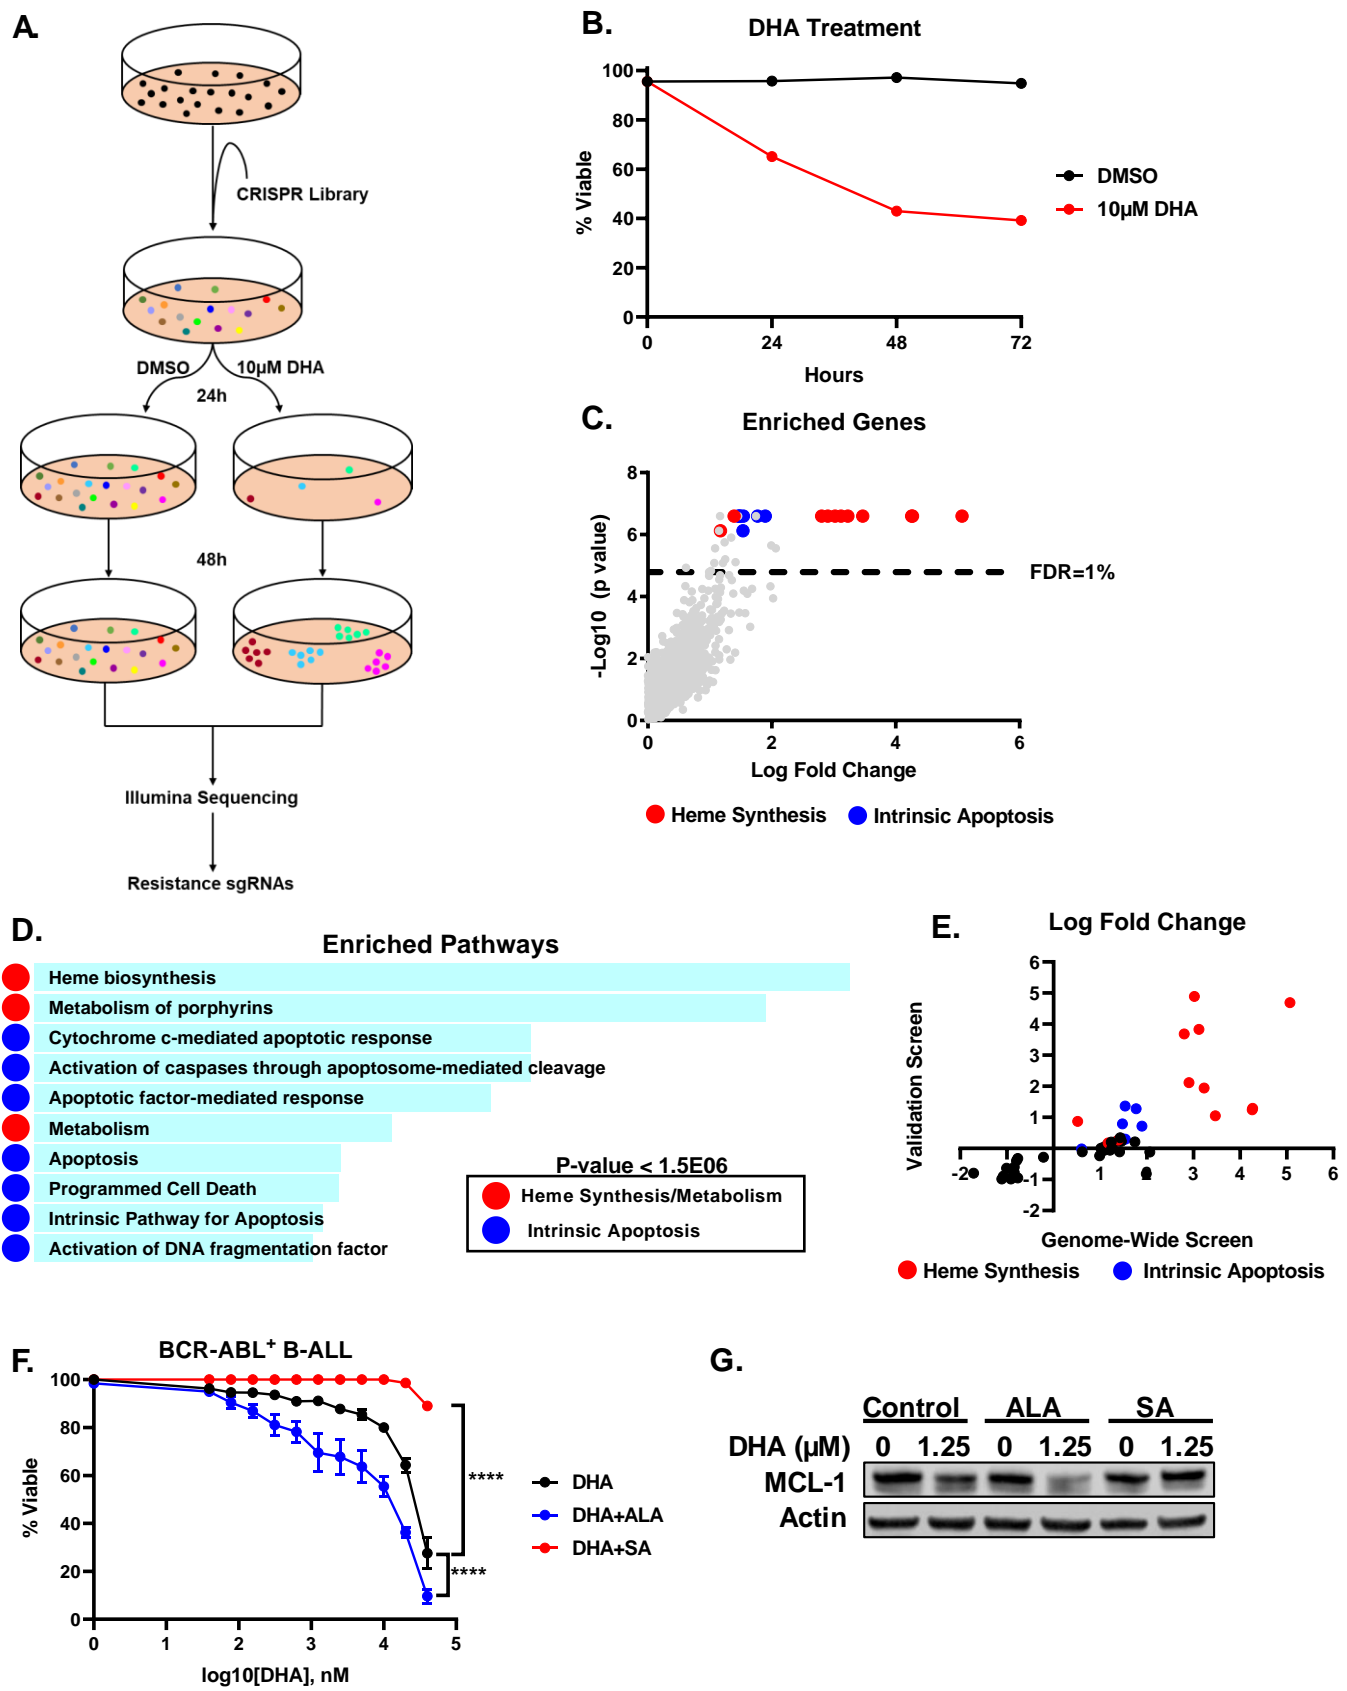 A.
CRISPR Library
DMSO
10µM DHA
24h
48h
Illumina Sequencing
Resistance sgRNAs
B.
DHA Treatment
% Viable
100
80
60
40
20
0
0 24 48 72
Hours
DMSO
10µM DHA
C.
Enriched Genes
-Log10 (p value)
8
6
4
2
0
0 2 4 6
FDR=1%
Log Fold Change
Heme Synthesis
Intrinsic Apoptosis
D.
Enriched Pathways
Heme biosynthesis
Metabolism of porphyrins
Cytochrome c-mediated apoptotic response
Activation of caspases through apoptosome-mediated cleavage
Apoptotic factor-mediated response
Metabolism
Apoptosis
Programmed Cell Death
Intrinsic Pathway for Apoptosis
Activation of DNA fragmentation factor
P-value < 1.5E06
Heme Synthesis/Metabolism
Intrinsic Apoptosis
E.
Log Fold Change
Validation Screen
6
5
4
3
2
1
-1
-2
-2 1 2 3 4 5 6
Genome-Wide Screen
Heme Synthesis
Intrinsic Apoptosis
F.
BCR-ABL+ B-ALL
% Viable
100
80
60
40
20
0
0 1 2 3 4 5
log10[DHA], nM
****
****
DHA
DHA+ALA
DHA+SA
G.
Control ALA SA
DHA (µM) 0 1.25 0 1.25 0 1.25
MCL-1
Actin